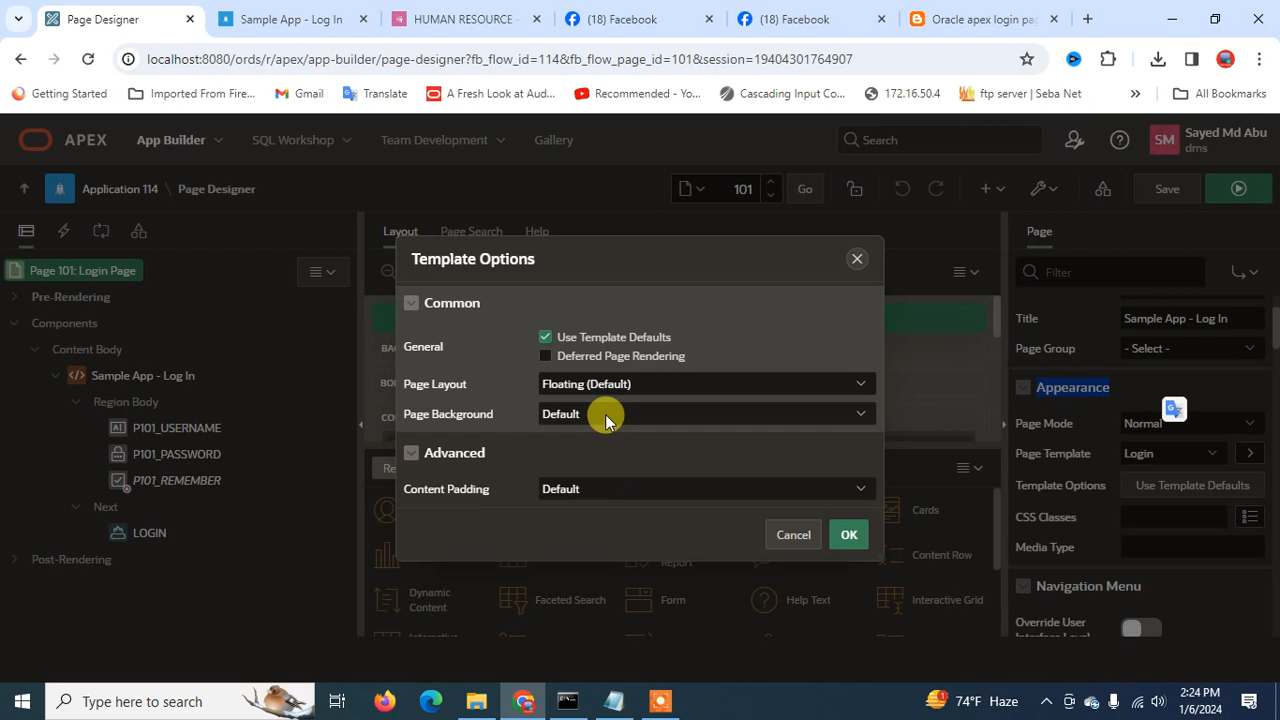 Page Designer
Sample App - Log In
HUMAN RESOURCE -
(18) Facebook
(18) Facebook
Oracle apex login pa
localhost:8080/ords/r/apex/app-builder/page-designer?fb_flow_id=114&fb_flow_page_id=101&session=19404301764907
Getting Started
Imported From Fire...
Gmail
Translate
A Fresh Look at Aud...
Recommended - Yo...
Cascading Input Co...
172.16.50.4
ftp server | Seba Net
All Bookmarks
APEX
App Builder
SQL Workshop
Team Development
Gallery
Search
SM
Sayed Md Abu
dms
Application 114 \ Page Designer
101
Go
Save
Layout
Page Search
Help
Page
Page 101: Login Page
Pre-Rendering
Components
Content Body
Sample App - Log In
Region Body
P101_USERNAME
P101_PASSWORD
P101_REMEMBER
Next
LOGIN
Post-Rendering
Template Options
Common
General
Use Template Defaults
Deferred Page Rendering
Page Layout
Floating (Default)
Page Background
Default
Advanced
Content Padding
Default
Cancel
OK
Report
Cards
Content Row
Dynamic
Content
Faceted Search
Form
Help Text
Interactive Grid
Filter
Title
Sample App - Log In
Page Group
- Select -
Appearance
Page Mode
Normal
Page Template
Login
Template Options
Use Template Defaults
CSS Classes
Media Type
Navigation Menu
Override User
Type here to search
74°F Haze
2:24 PM
1/6/2024